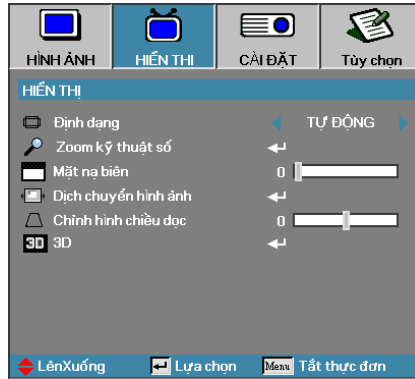 HÌNH ẢNH HIỂN THỊ CÀI ĐẶT Tùy chọn
HIỂN THỊ
Định dạng TỰ ĐỘNG
Zoom kỹ thuật số
Mặt nạ biên 0
Dịch chuyển hình ảnh
Chỉnh hình chiều dọc 0
3D 3D
LênXuống Lựa chọn Menu Tắt thực đơn